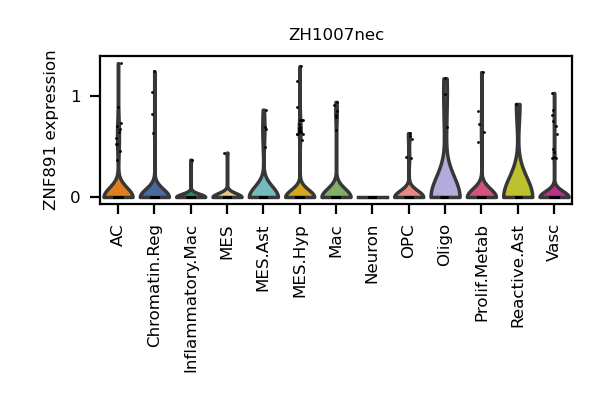 ZH1007nec
ZNF891 expression
1
0
AC
Chromatin.Reg
Inflammatory.Mac
MES
MES.Ast
MES.Hyp
Mac
Neuron
OPC
Oligo
Prolif.Metab
Reactive.Ast
Vasc